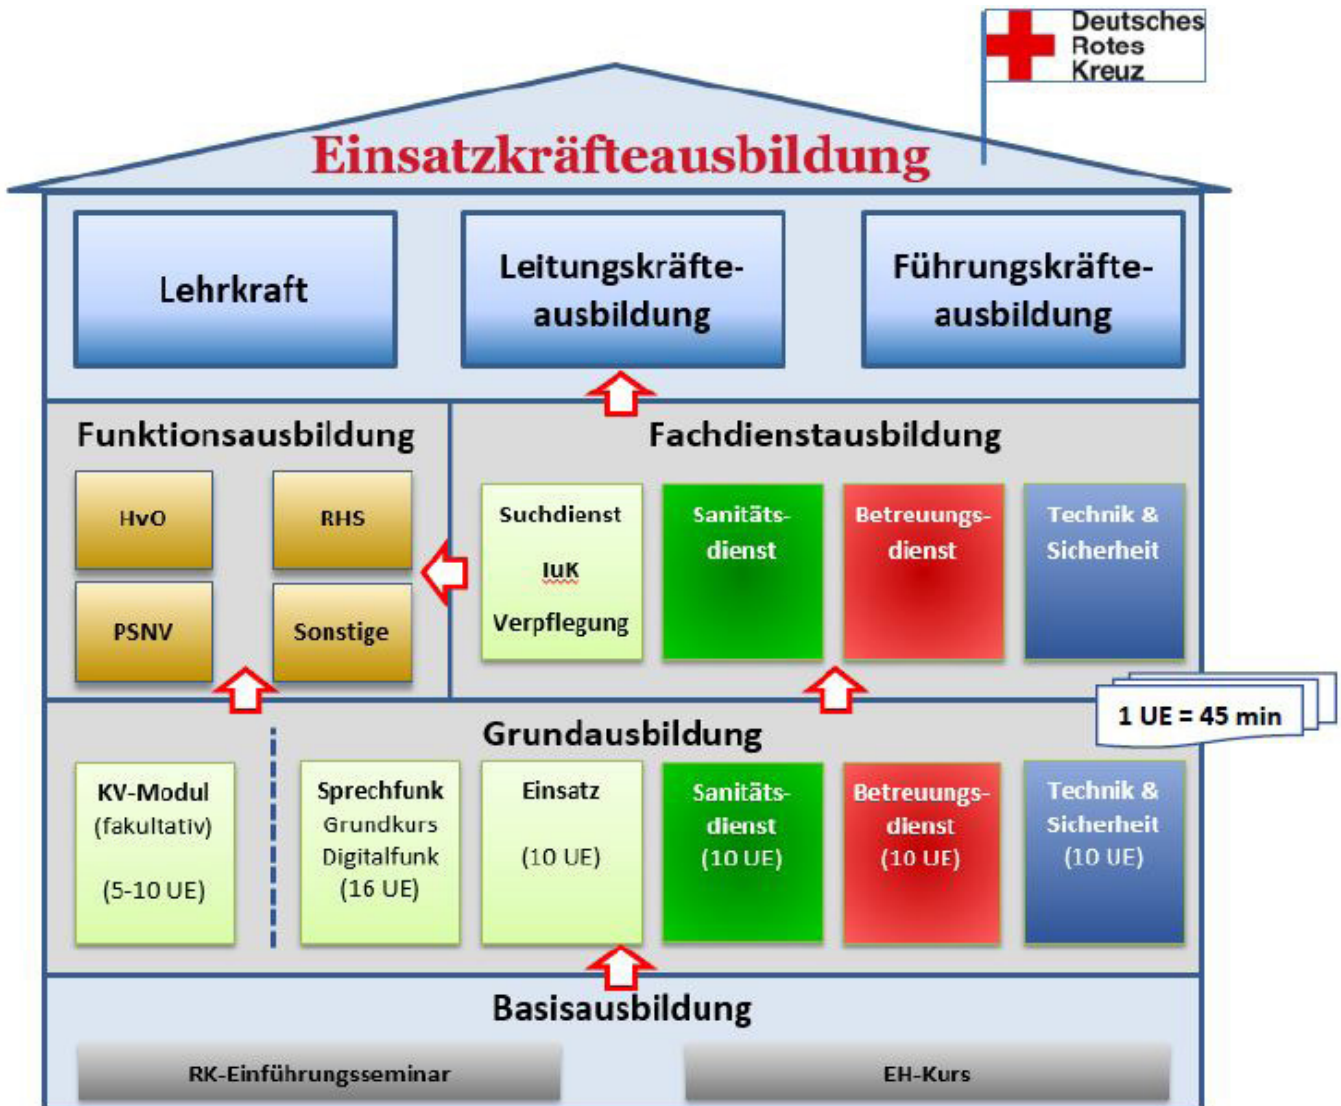 Deutsches
Rotes
Kreuz
Einsatzkräfteausbildung
Lehrkraft
Leitungskräfte-
ausbildung
Führungskräfte-
ausbildung
Funktionsausbildung
HvO
RHS
PSNV
Sonstige
Fachdienstausbildung
Suchdienst
IuK
Verpflegung
Sanitäts-
dienst
Betreuungs-
dienst
Technik &
Sicherheit
1 UE = 45 min
Grundausbildung
KV-Modul
(fakultativ)
(5-10 UE)
Sprechfunk
Grundkurs
Digitalfunk
(16 UE)
Einsatz
(10 UE)
Sanitäts-
dienst
(10 UE)
Betreuungs-
dienst
(10 UE)
Technik &
Sicherheit
(10 UE)
Basisausbildung
RK-Einführungsseminar
EH-Kurs